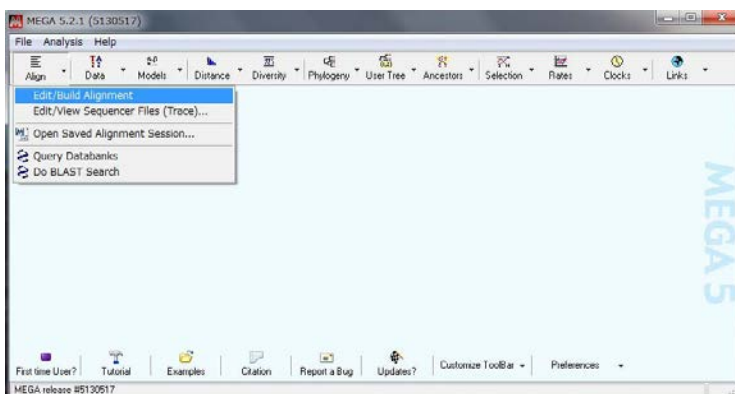 MEGA 5.2.1 (5130517)
File Analysis Help
Align Data Models Distance Diversity Phylogeny User Tree Ancestors Selection Rates Clocks Links
Edit/Build Alignment
Edit/View Sequencer Files (Trace)...
Open Saved Alignment Session...
Query Databanks
Do BLAST Search
MEGA 5
First time User? Tutorial Examples Citation Report a Bug Updates? Customize ToolBar Preferences
MEGA release #5130517